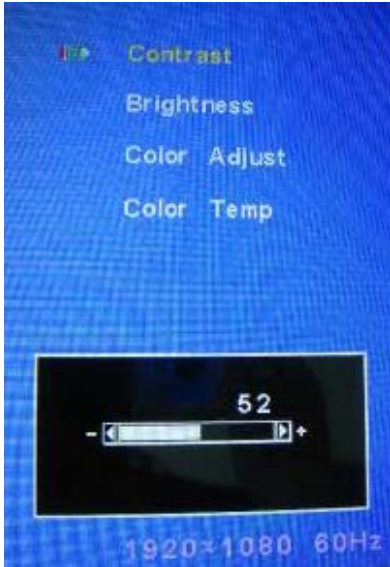 Contrast
Brightness
Color Adjust
Color Temp
52
- +
1920×1080 60Hz